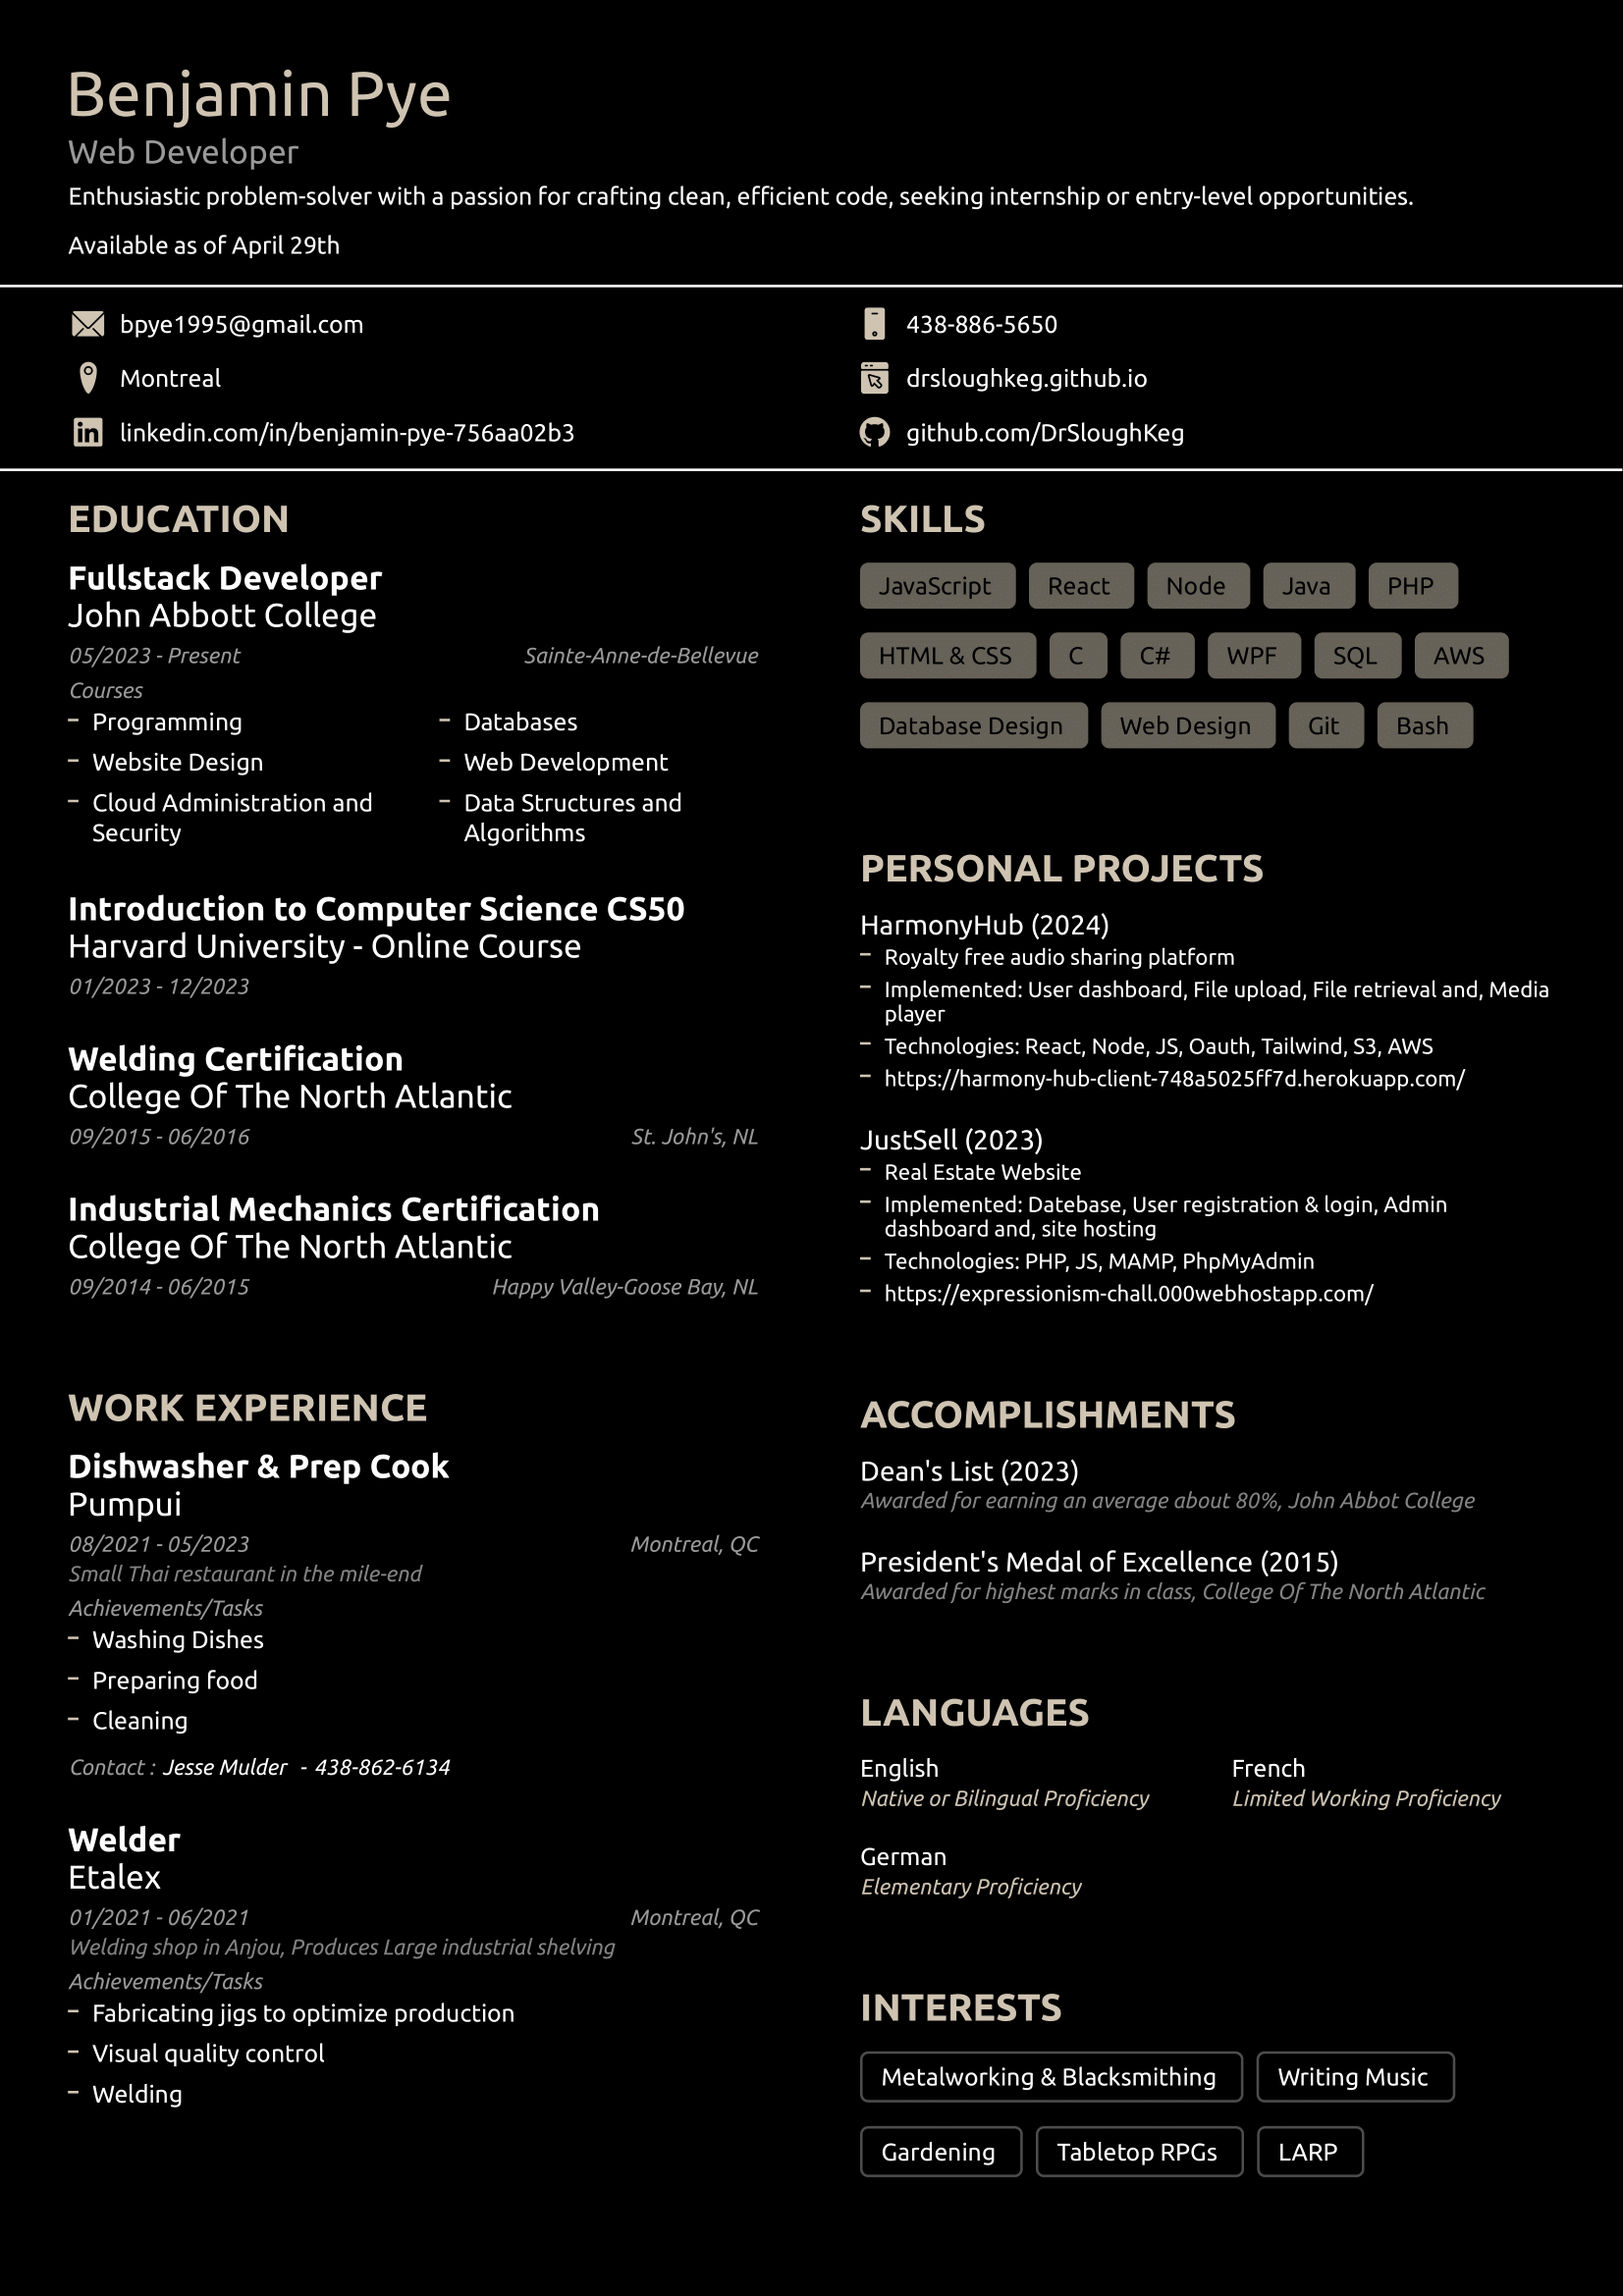 Benjamin Pye
Web Developer
Enthusiastic problem-solver with a passion for crafting clean, efficient code, seeking internship or entry-level opportunities.
Available as of April 29th
bpye1995@gmail.com
438-886-5650
Montreal
drsloughkeg.github.io
linkedin.com/in/benjamin-pye-756aa02b3
github.com/DrSloughKeg
EDUCATION
Fullstack Developer
John Abbott College
05/2023 - Present
Sainte-Anne-de-Bellevue
Courses
– Programming
– Databases
– Website Design
– Web Development
– Cloud Administration and
Security
– Data Structures and
Algorithms
Introduction to Computer Science CS50
Harvard University - Online Course
01/2023 - 12/2023
Welding Certification
College Of The North Atlantic
09/2015 - 06/2016
St. John's, NL
Industrial Mechanics Certification
College Of The North Atlantic
09/2014 - 06/2015
Happy Valley-Goose Bay, NL
WORK EXPERIENCE
Dishwasher & Prep Cook
Pumpui
08/2021 - 05/2023
Montreal, QC
Small Thai restaurant in the mile-end
Achievements/Tasks
– Washing Dishes
– Preparing food
– Cleaning
Contact : Jesse Mulder - 438-862-6134
Welder
Etalex
01/2021 - 06/2021
Montreal, QC
Welding shop in Anjou, Produces Large industrial shelving
Achievements/Tasks
– Fabricating jigs to optimize production
– Visual quality control
– Welding
SKILLS
JavaScript React Node Java PHP
HTML & CSS C C# WPF SQL AWS
Database Design Web Design Git Bash
PERSONAL PROJECTS
HarmonyHub (2024)
– Royalty free audio sharing platform
– Implemented: User dashboard, File upload, File retrieval and, Media
player
– Technologies: React, Node, JS, Oauth, Tailwind, S3, AWS
– https://harmony-hub-client-748a5025ff7d.herokuapp.com/
JustSell (2023)
– Real Estate Website
– Implemented: Datebase, User registration & login, Admin
dashboard and, site hosting
– Technologies: PHP, JS, MAMP, PhpMyAdmin
– https://expressionism-chall.000webhostapp.com/
ACCOMPLISHMENTS
Dean's List (2023)
Awarded for earning an average about 80%, John Abbot College
President's Medal of Excellence (2015)
Awarded for highest marks in class, College Of The North Atlantic
LANGUAGES
English
Native or Bilingual Proficiency
French
Limited Working Proficiency
German
Elementary Proficiency
INTERESTS
Metalworking & Blacksmithing Writing Music
Gardening Tabletop RPGs LARP